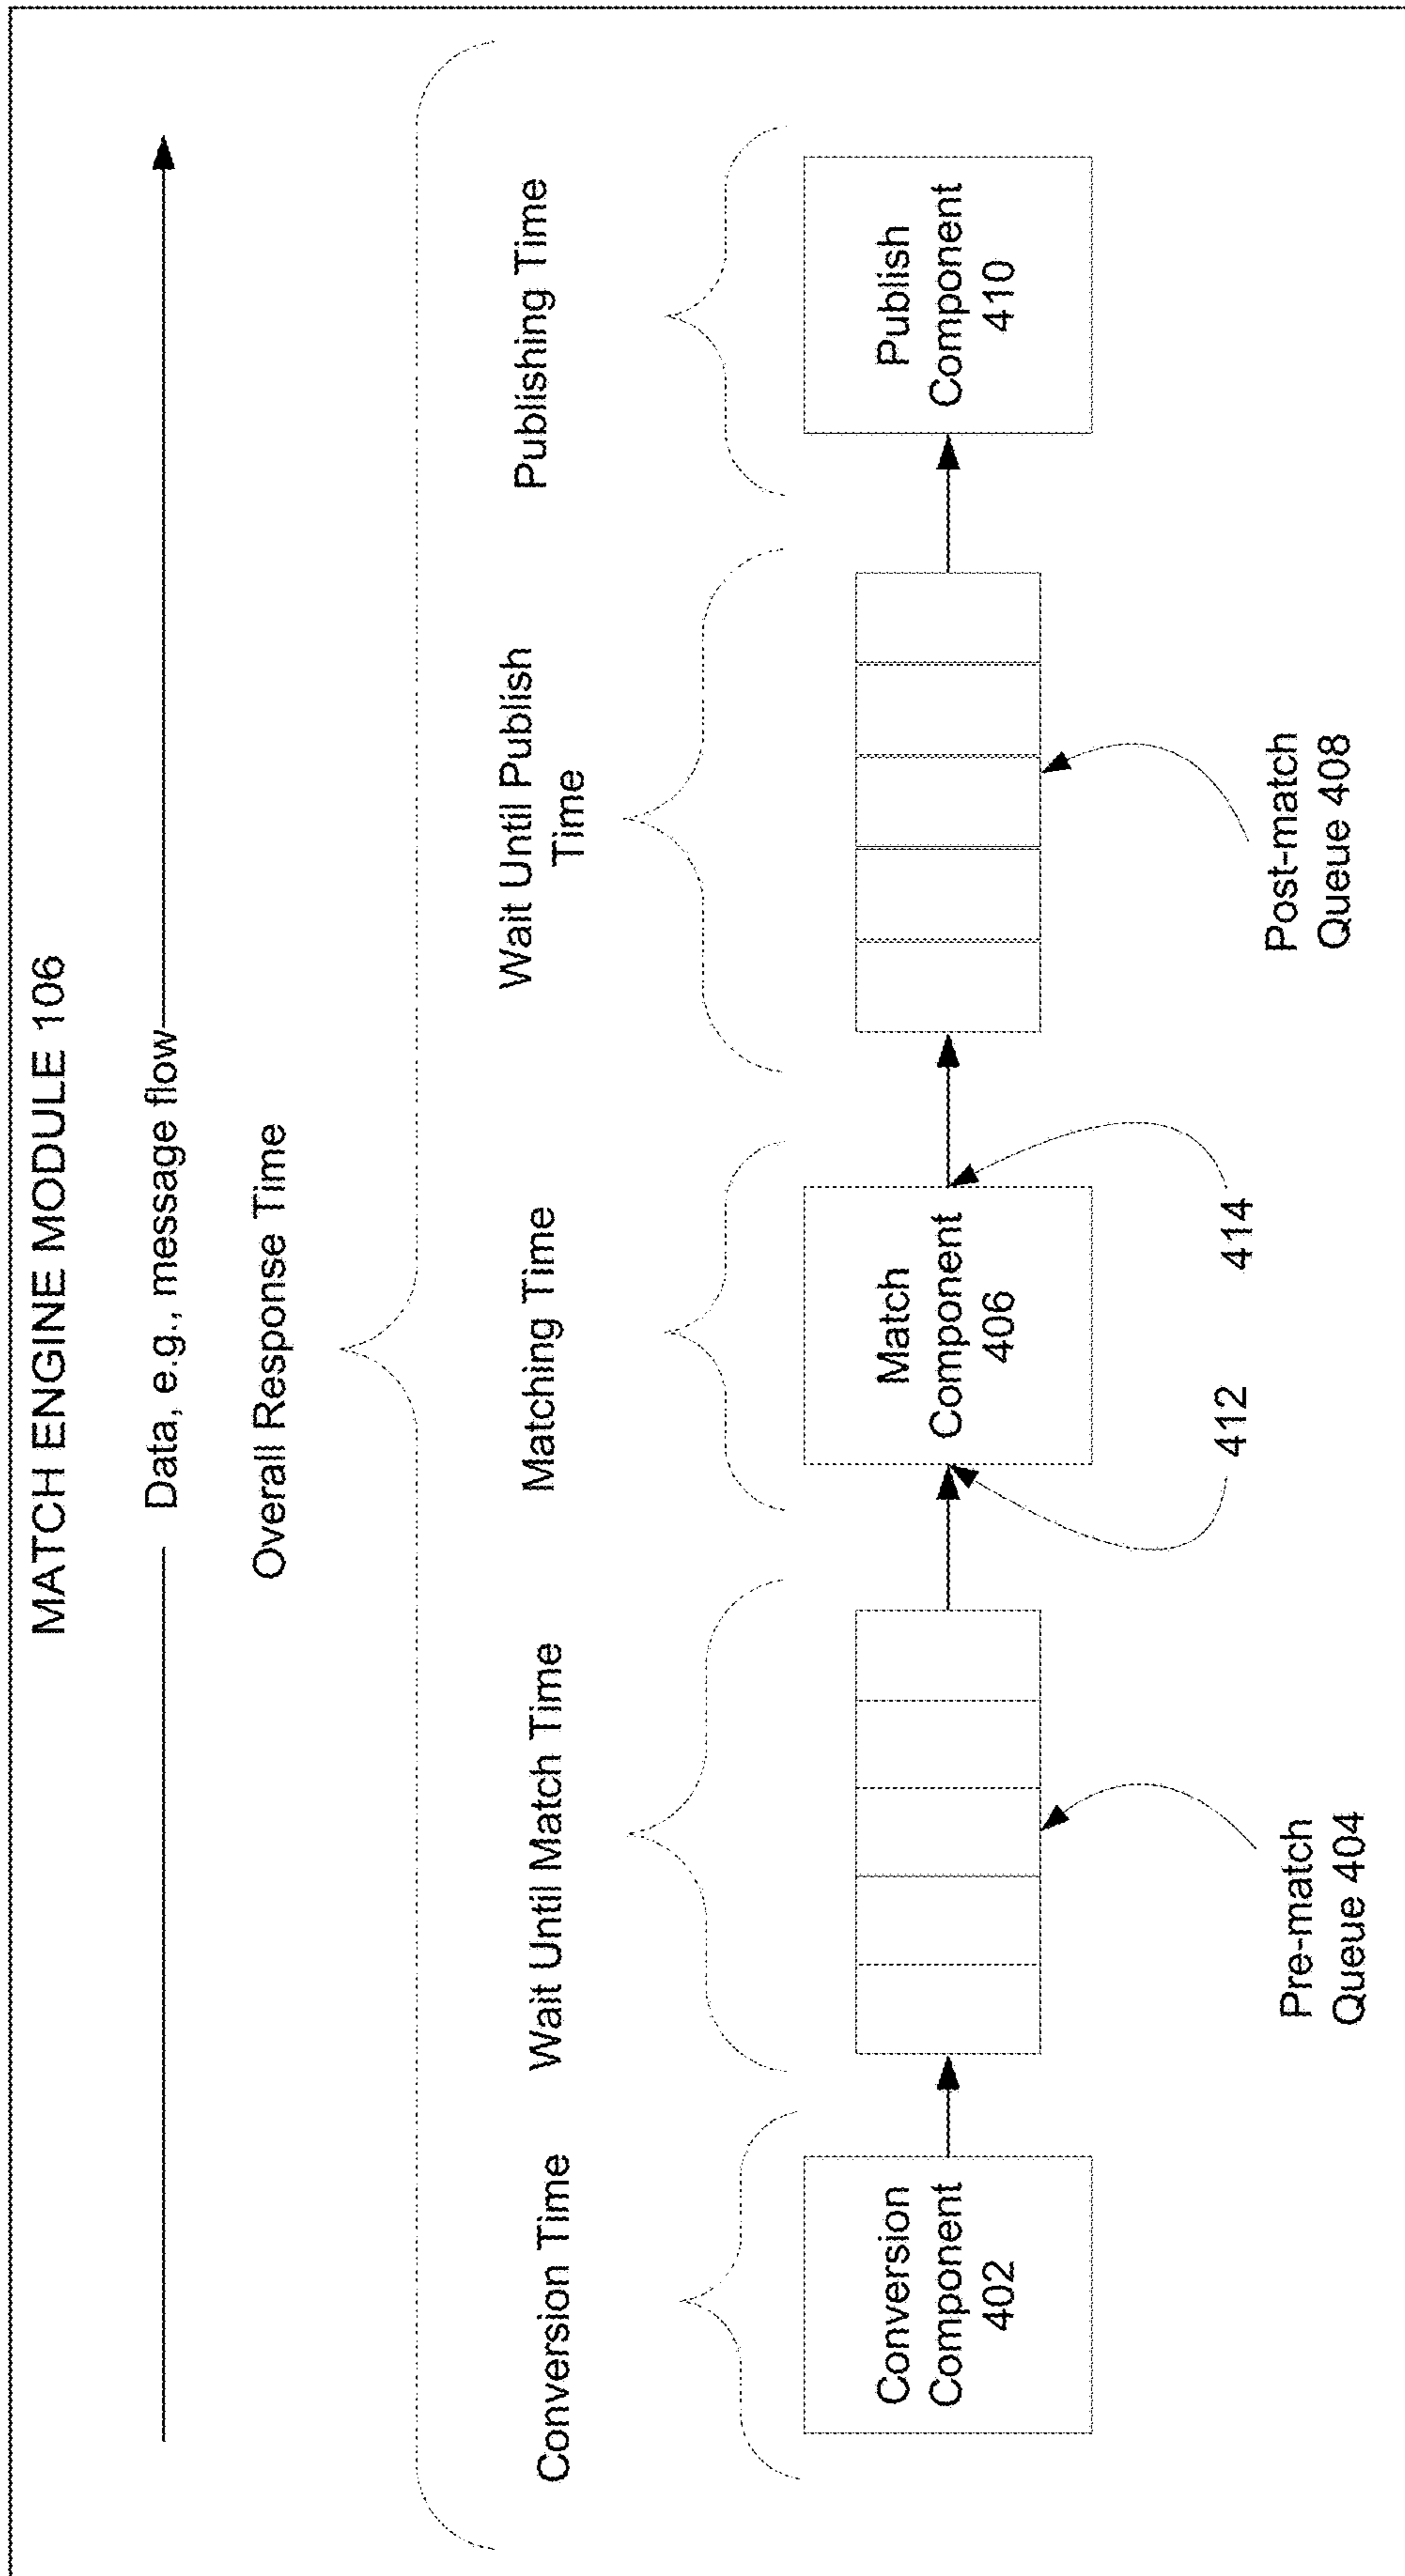 MATCH ENGINE MODULE 106
Data, e.g., message flow
Overall Response Time
Conversion Time
Wait Until Match Time
Matching Time
Wait Until Publish
Time
Publishing Time
Conversion
Component
402
Match
Component
406
Publish
Component
410
Pre-match
Queue 404
412
414
Post-match
Queue 408